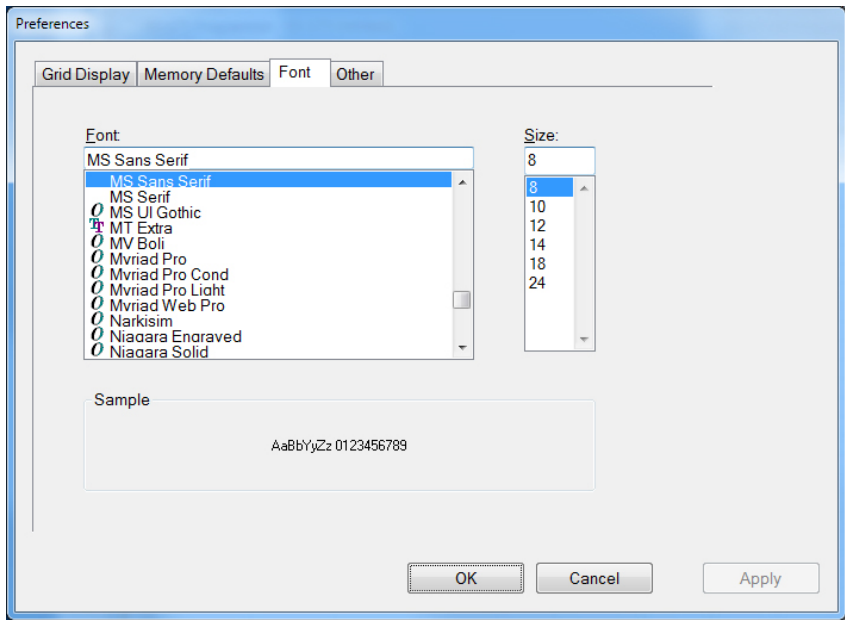 Preferences
Grid Display Memory Defaults Font Other
Font: Size:
MS Sans Serif 8
MS Sans Serif 8
MS Serif 10
MS UI Gothic 12
MT Extra 14
MV Boli 18
Myriad Pro 24
Myriad Pro Cond
Myriad Pro Light
Myriad Web Pro
Narkisim
Niagara Engraved
Niagara Solid
Sample
AaBbYyZz 0123456789
OK Cancel Apply